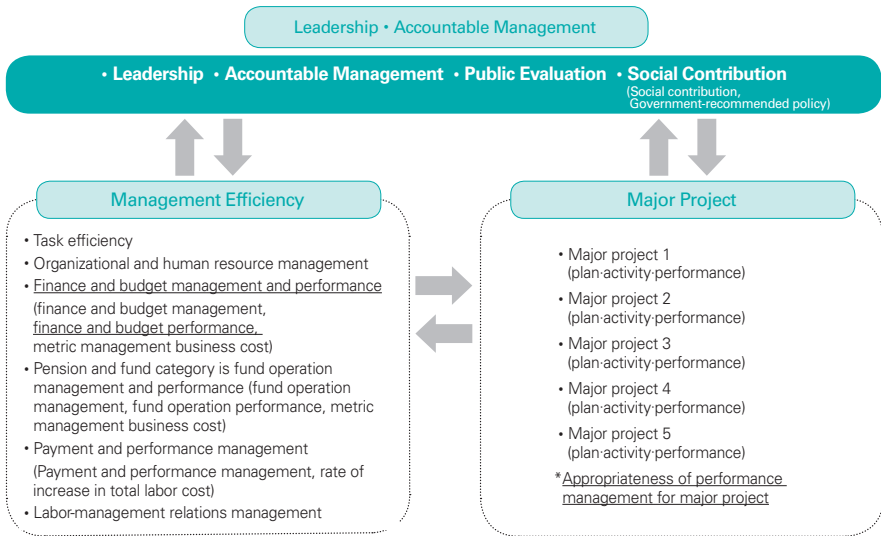 Leadership • Accountable Management
• Leadership • Accountable Management • Public Evaluation • Social Contribution
(Social contribution,
Government-recommended policy)
Management Efficiency
• Task efficiency
• Organizational and human resource management
• Finance and budget management and performance
(finance and budget management,
finance and budget performance,
metric management business cost)
• Pension and fund category is fund operation
management and performance (fund operation
management, fund operation performance, metric
management business cost)
• Payment and performance management
(Payment and performance management, rate of
increase in total labor cost)
• Labor-management relations management
Major Project
• Major project 1
(plan·activity·performance)
• Major project 2
(plan·activity·performance)
• Major project 3
(plan·activity·performance)
• Major project 4
(plan·activity·performance)
• Major project 5
(plan·activity·performance)
*Appropriateness of performance
management for major project